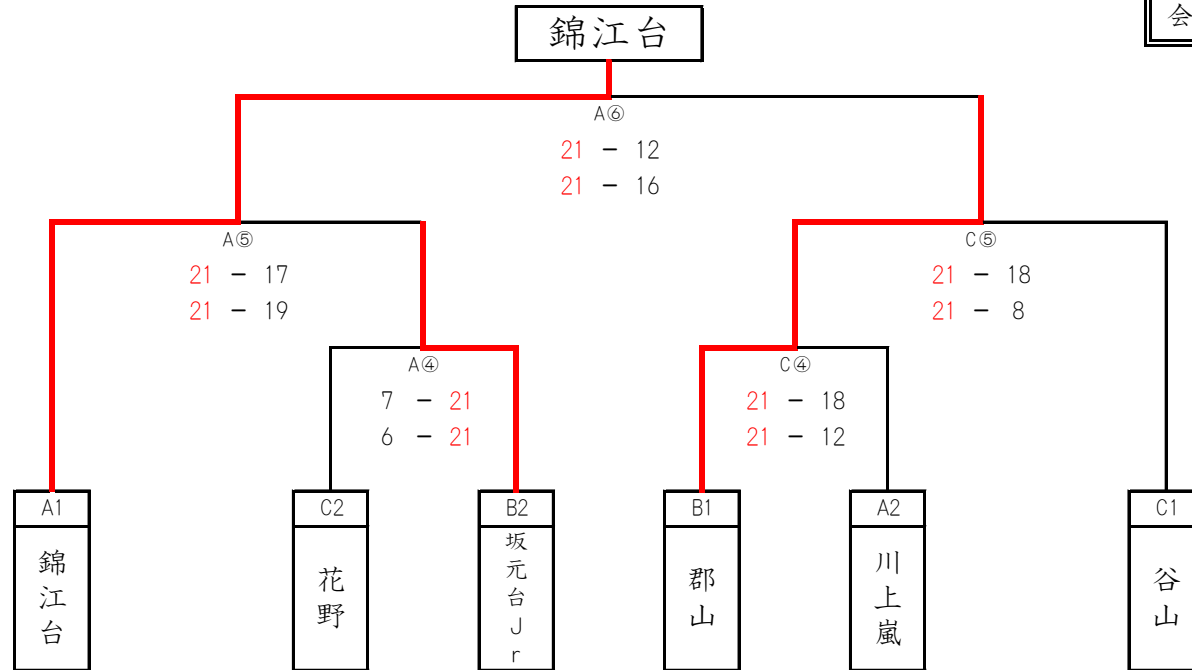 錦江台
会
A⑥
21 － 12
21 － 16
A⑤
21 － 17
21 － 19
C⑤
21 － 18
21 － 8
A④
7 － 21
6 － 21
C④
21 － 18
21 － 12
A1
錦江台
C2
花野
B2
坂元台Jr
B1
郡山
A2
川上嵐
C1
谷山